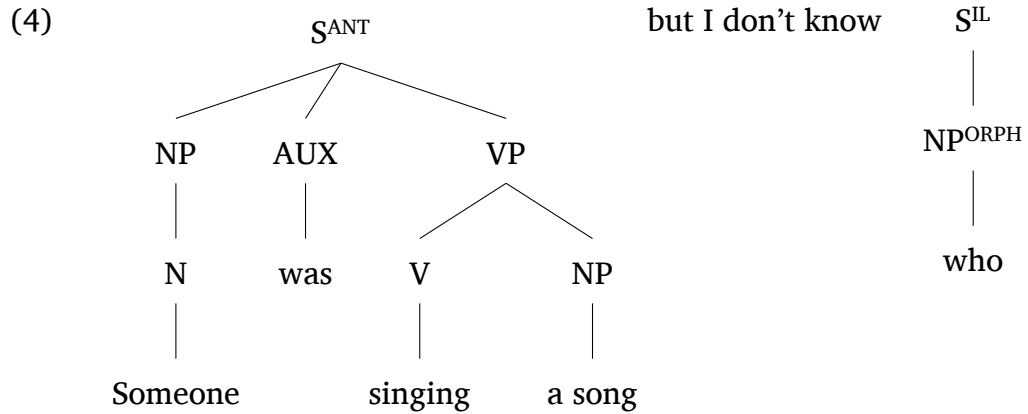 (4) S^ANT but I don't know S^IL
NP AUX VP NP^ORPH
N was V NP who
Someone singing a song